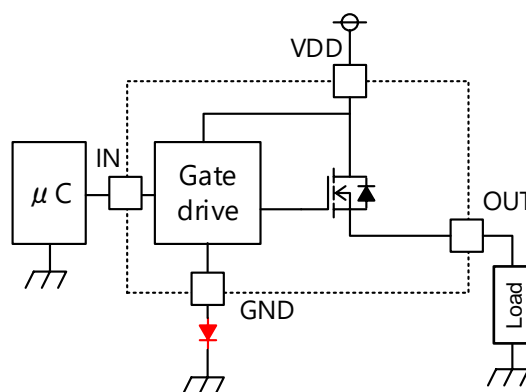 VDD
IN
μC
Gate
drive
OUT
GND
Load